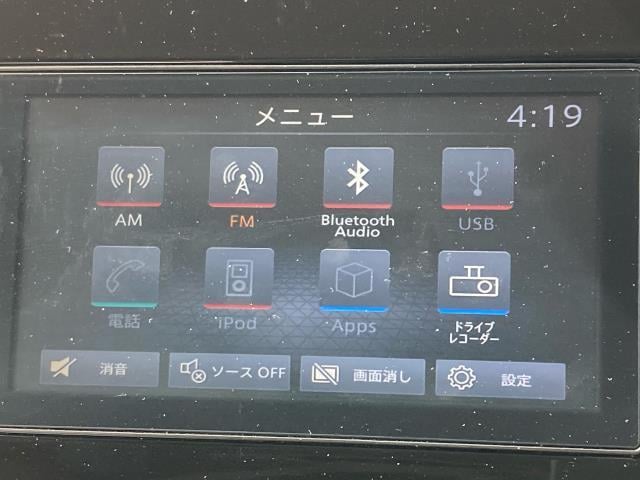 メニュー 4:19
AM FM Bluetooth Audio USB
電話 iPod Apps ドライブレコーダー
消音 ソース OFF 画面消し 設定